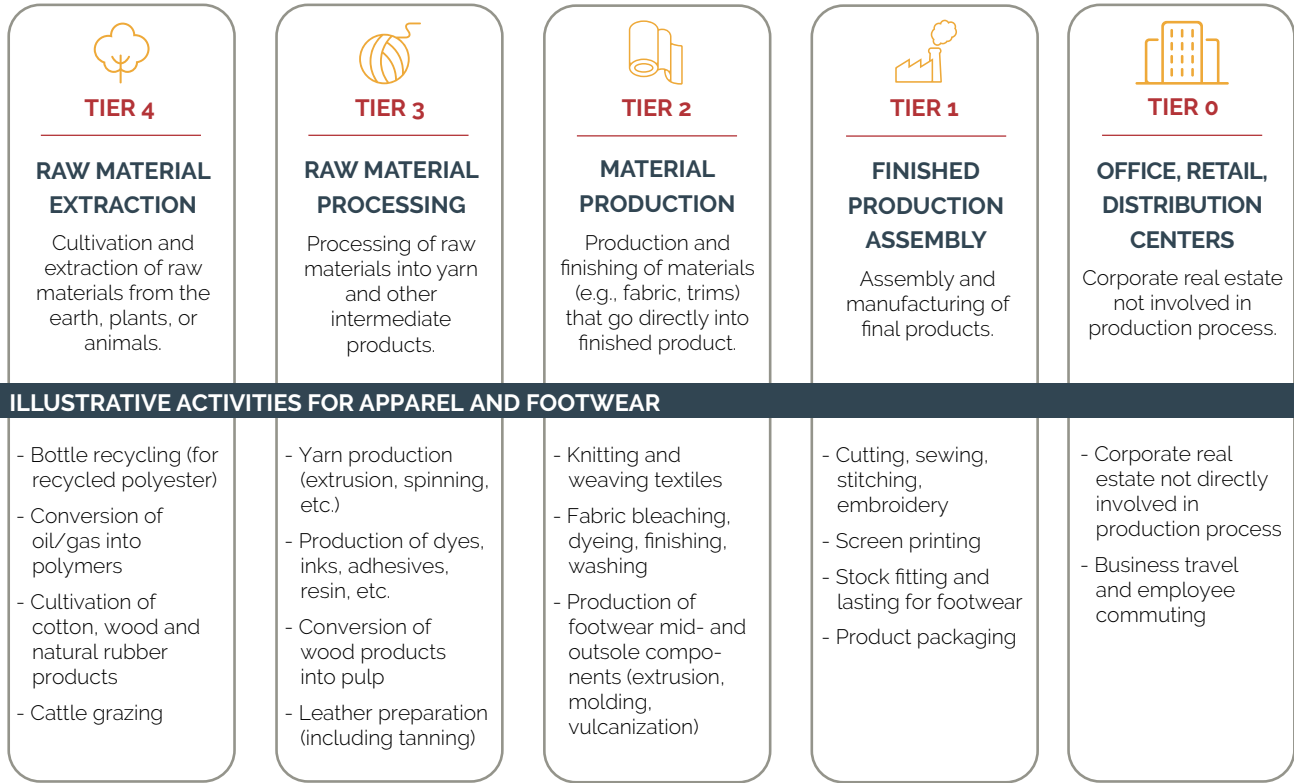 TIER 4
RAW MATERIAL
EXTRACTION
Cultivation and
extraction of raw
materials from the
earth, plants, or
animals.
TIER 3
RAW MATERIAL
PROCESSING
Processing of raw
materials into yarn
and other
intermediate
products.
TIER 2
MATERIAL
PRODUCTION
Production and
finishing of materials
(e.g., fabric, trims)
that go directly into
finished product.
TIER 1
FINISHED
PRODUCTION
ASSEMBLY
Assembly and
manufacturing of
final products.
TIER 0
OFFICE, RETAIL,
DISTRIBUTION
CENTERS
Corporate real estate
not involved in
production process.
ILLUSTRATIVE ACTIVITIES FOR APPAREL AND FOOTWEAR
- Bottle recycling (for
recycled polyester)
- Conversion of
oil/gas into
polymers
- Cultivation of
cotton, wood and
natural rubber
products
- Cattle grazing
- Yarn production
(extrusion, spinning,
etc.)
- Production of dyes,
inks, adhesives,
resin, etc.
- Conversion of
wood products
into pulp
- Leather preparation
(including tanning)
- Knitting and
weaving textiles
- Fabric bleaching,
dyeing, finishing,
washing
- Production of
footwear mid- and
outsole compo-
nents (extrusion,
molding,
vulcanization)
- Cutting, sewing,
stitching,
embroidery
- Screen printing
- Stock fitting and
lasting for footwear
- Product packaging
- Corporate real
estate not directly
involved in
production process
- Business travel
and employee
commuting